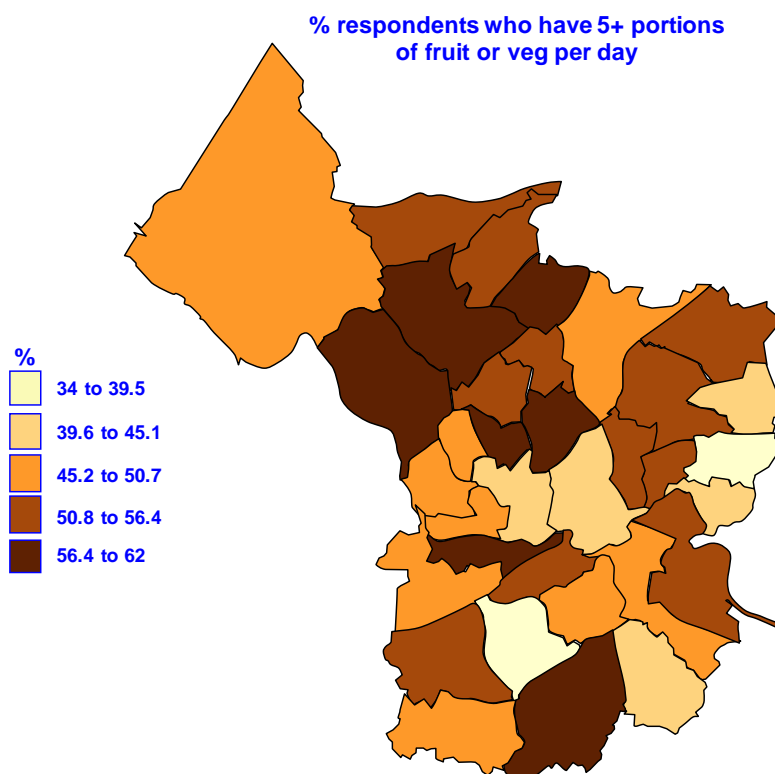 % respondents who have 5+ portions
of fruit or veg per day
%
34 to 39.5
39.6 to 45.1
45.2 to 50.7
50.8 to 56.4
56.4 to 62